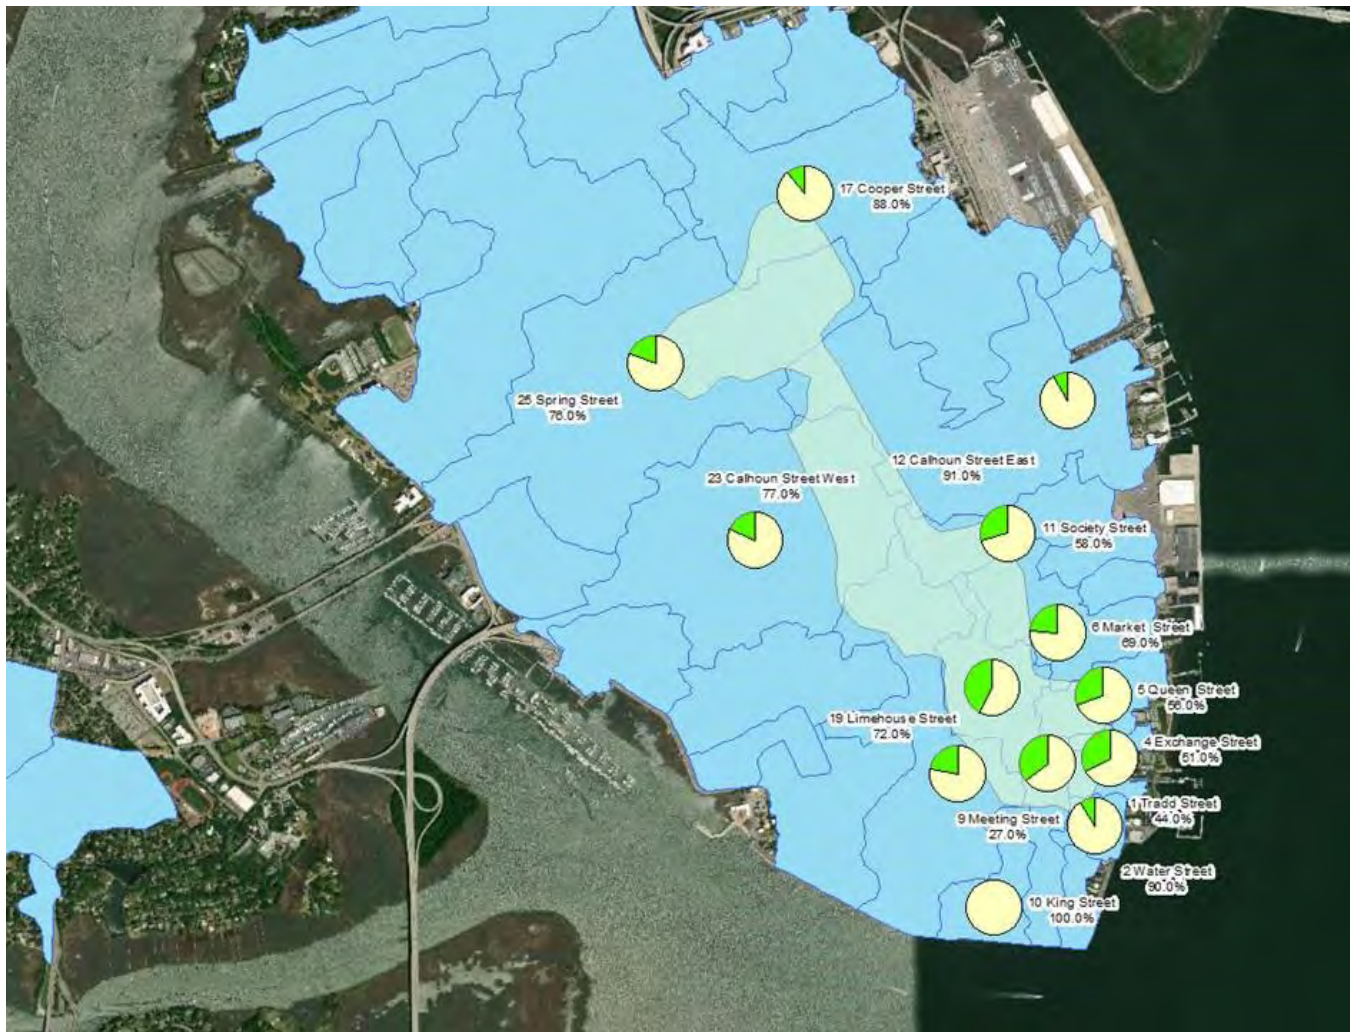 17 Cooper Street
88.0%
25 Spring Street
76.0%
23 Calhoun Street West
77.0%
12 Calhoun Street East
91.0%
11 Society Street
58.0%
6 Market Street
69.0%
5 Queen Street
56.0%
19 Limehouse Street
72.0%
4 Exchange Street
51.0%
1 Tradd Street
44.0%
9 Meeting Street
27.0%
2 Water Street
90.0%
10 King Street
100.0%